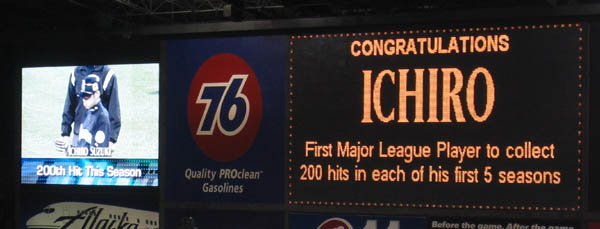 ICHIRO SUZUKI
200th Hit This Season
Alaska
76
Quality PROclean™
Gasolines
CONGRATULATIONS
ICHIRO
First Major League Player to collect
200 hits in each of his first 5 seasons
Before the game. After the game.